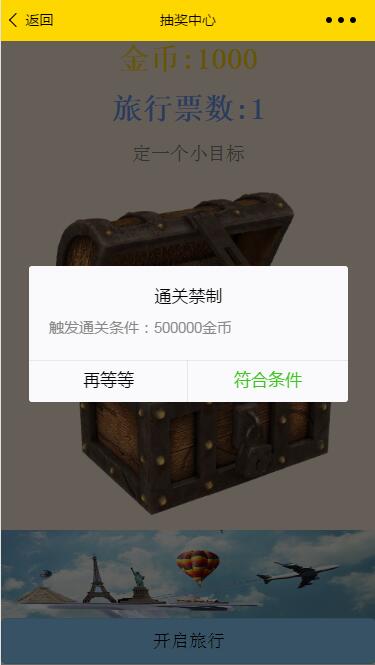 返回
抽奖中心
金币:1000
旅行票数:1
定一个小目标
通关禁制
触发通关条件：500000金币
再等等
符合条件
开启旅行